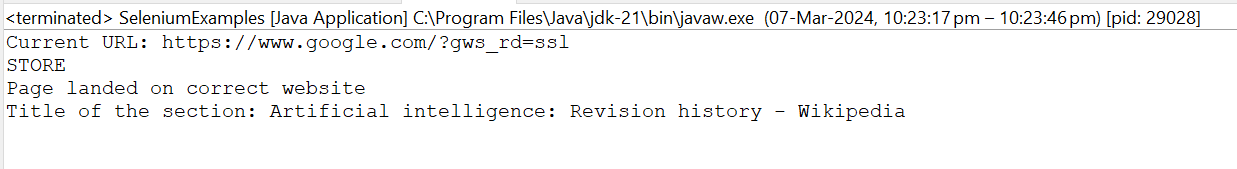 <terminated> SeleniumExamples [Java Application] C:\Program Files\Java\jdk-21\bin\javaw.exe (07-Mar-2024, 10:23:17 pm – 10:23:46 pm) [pid: 29028]
Current URL: https://www.google.com/?gws_rd=ssl
STORE
Page landed on correct website
Title of the section: Artificial intelligence: Revision history - Wikipedia